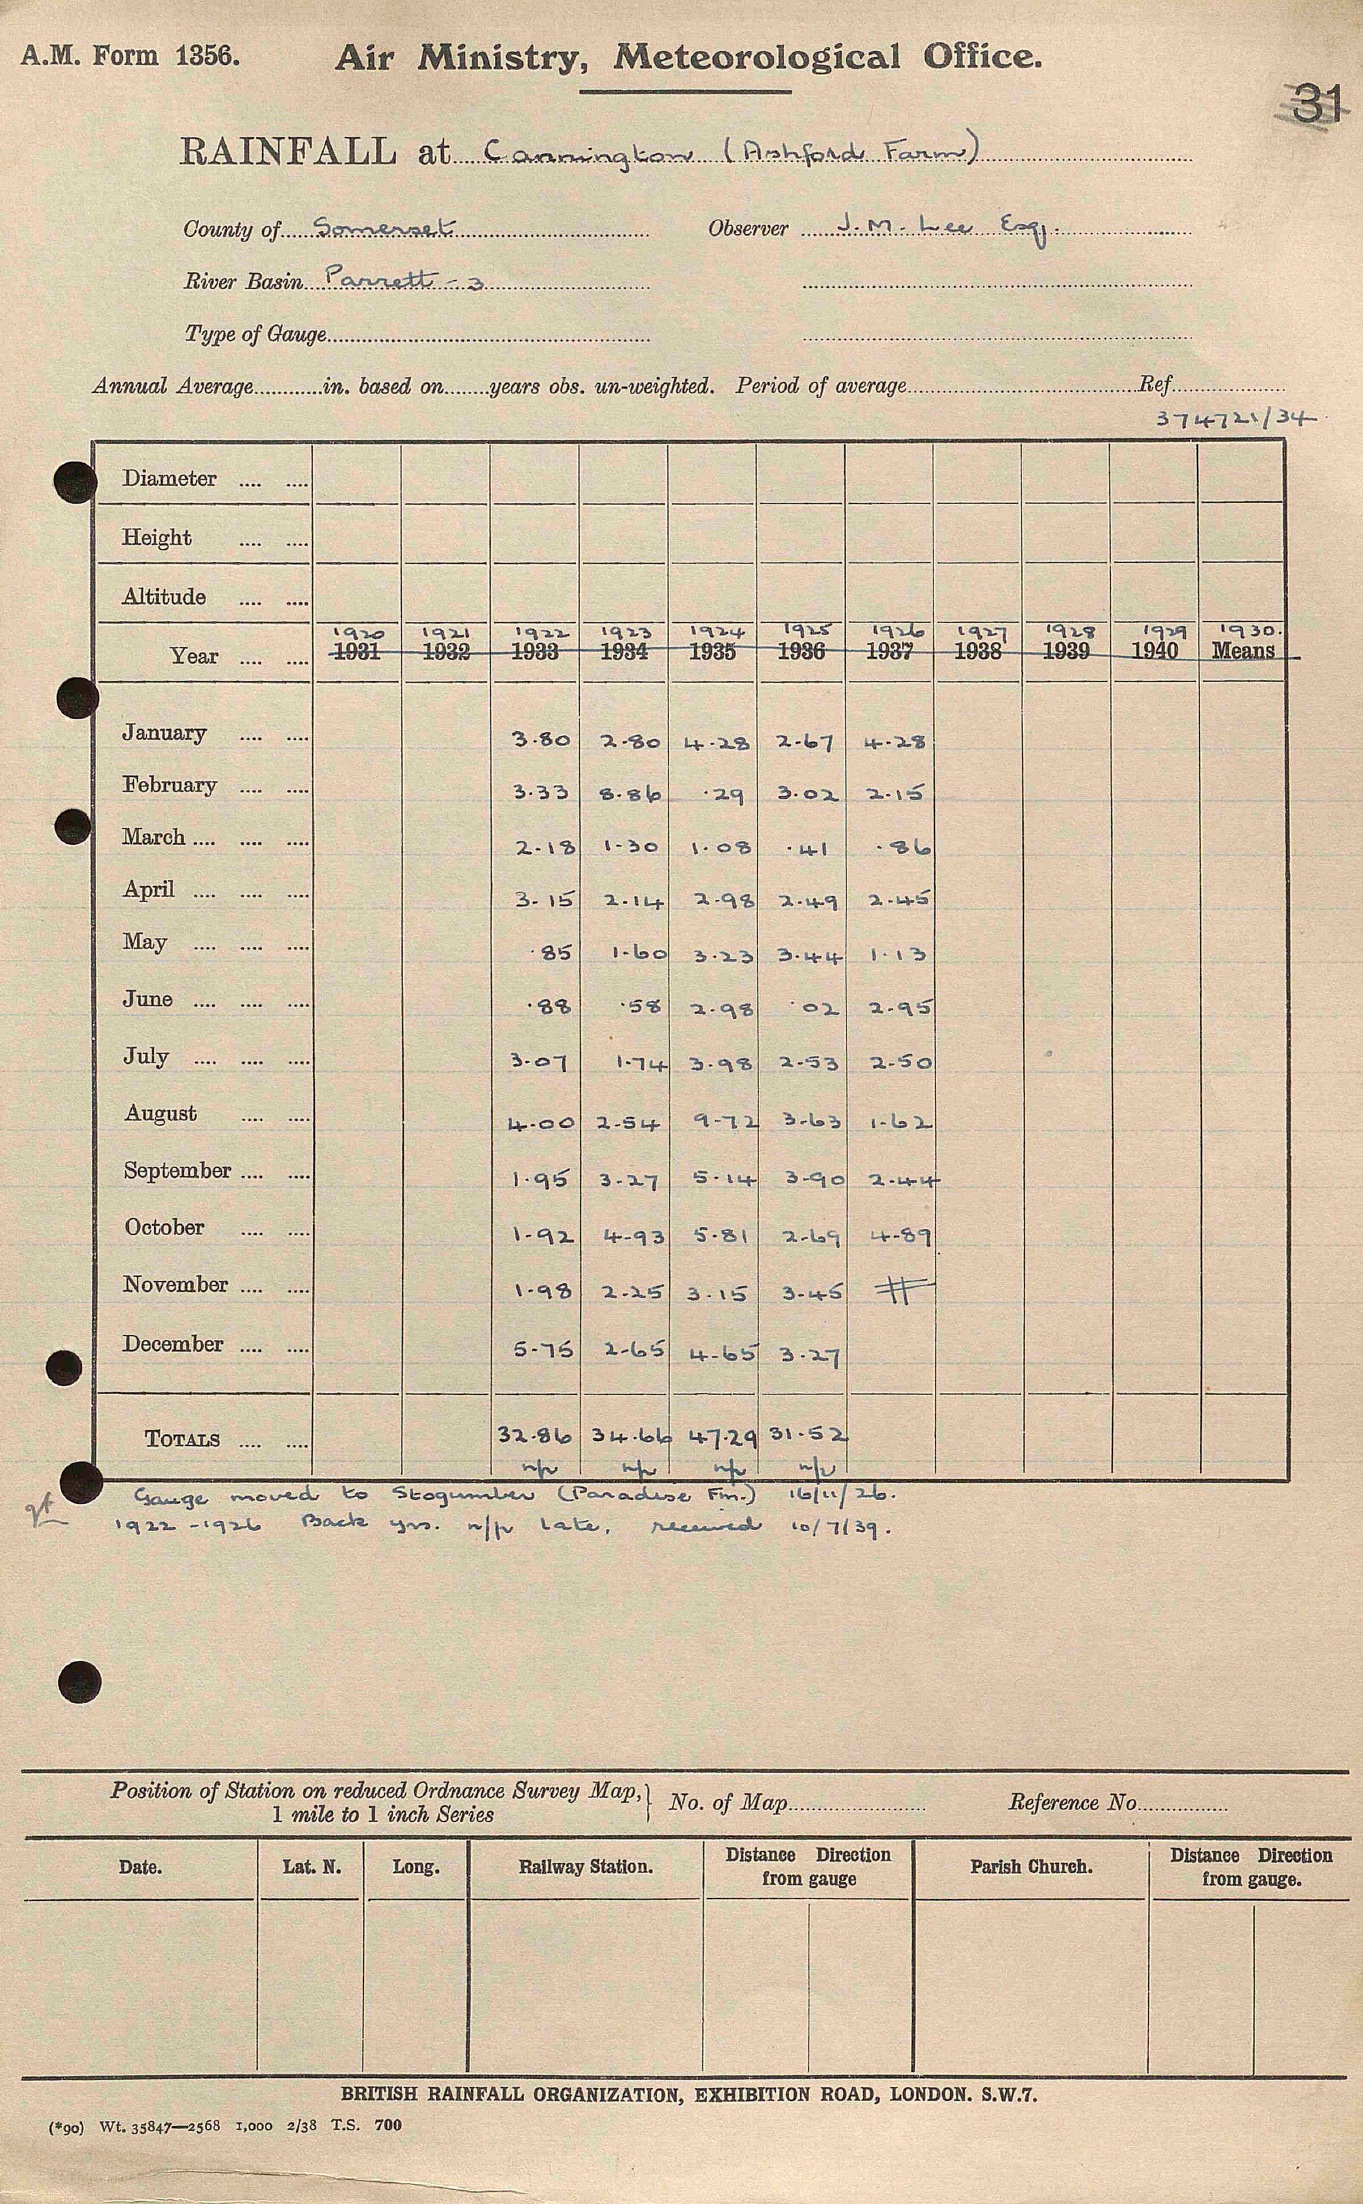 A.M. Form 1356. Air Ministry, Meteorological Office.
31
RAINFALL at Cannington (Ashford Farm)
County of Somerset Observer J. M. Lee Esq.
River Basin Parrett - 3
Type of Gauge
Annual Average in. based on years obs. un-weighted. Period of average Ref.
374721/34
Diameter
Height
Altitude
1920 1921 1922 1923 1924 1925 1926 1927 1928 1929 1930.
Year 1931 1932 1933 1934 1935 1936 1937 1938 1939 1940 Means
January 3.80 2.80 4.28 2.67 4.28
February 3.33 8.86 .29 3.02 2.15
March 2.18 1.30 1.08 .41 .86
April 3.15 2.14 2.98 2.49 2.45
May .85 1.60 3.23 3.44 1.13
June .88 .58 2.98 .02 2.95
July 3.07 1.74 3.98 2.53 2.50
August 4.00 2.54 9.72 3.63 1.62
September 1.95 3.27 5.14 3.90 2.44
October 1.92 4.93 5.81 2.69 4.89
November 1.98 2.25 3.15 3.45 #
December 5.75 2.65 4.65 3.27
TOTALS 32.86 34.66 47.29 31.52
n/p n/p n/p n/p
Gauge moved to Stogumber (Paradise Fm.) 16/11/26.
1922 - 1926 Back yrs. n/p late, received 10/7/39.
Position of Station on reduced Ordnance Survey Map, 1 mile to 1 inch Series } No. of Map Reference No.
Date. Lat. N. Long. Railway Station. Distance Direction from gauge Parish Church. Distance Direction from gauge.
BRITISH RAINFALL ORGANIZATION, EXHIBITION ROAD, LONDON. S.W.7.
(*90) Wt. 35847—2568 1,000 2/38 T.S. 700